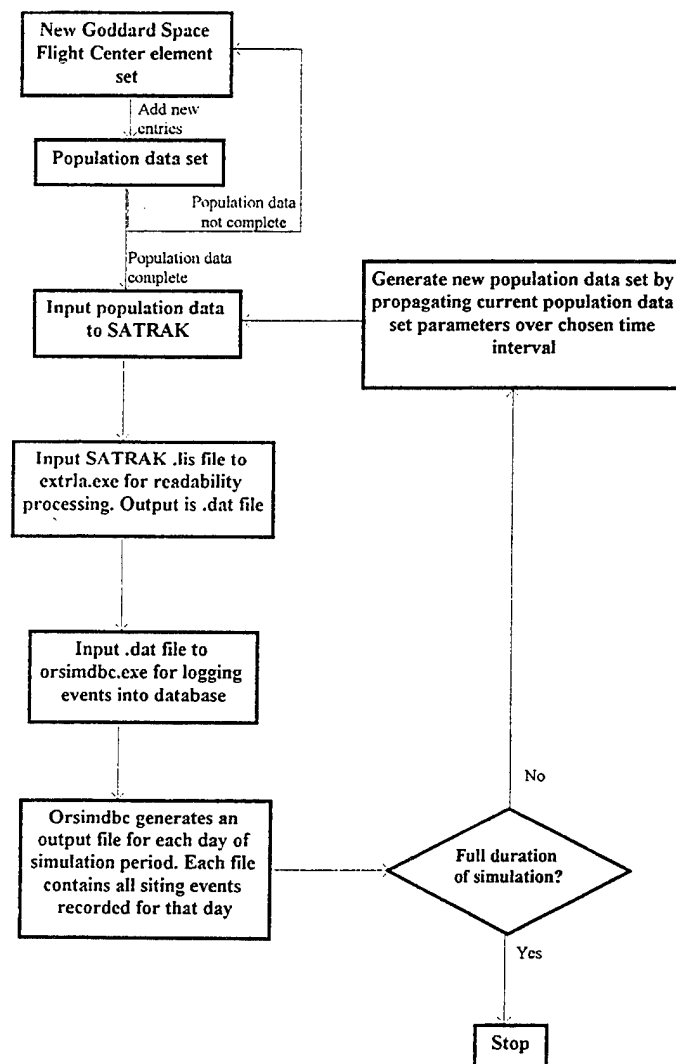 New Goddard Space
Flight Center element
set
Add new
entries
Population data set
Population data
not complete
Population data
complete
Input population data
to SATRAK
Generate new population data set by
propagating current population data
set parameters over chosen time
interval
Input SATRAK .lis file to
extrla.exe for readability
processing. Output is .dat file
Input .dat file to
orsimdbc.exe for logging
events into database
No
Orsimdbc generates an
output file for each day of
simulation period. Each file
contains all siting events
recorded for that day
Full duration
of simulation?
Yes
Stop